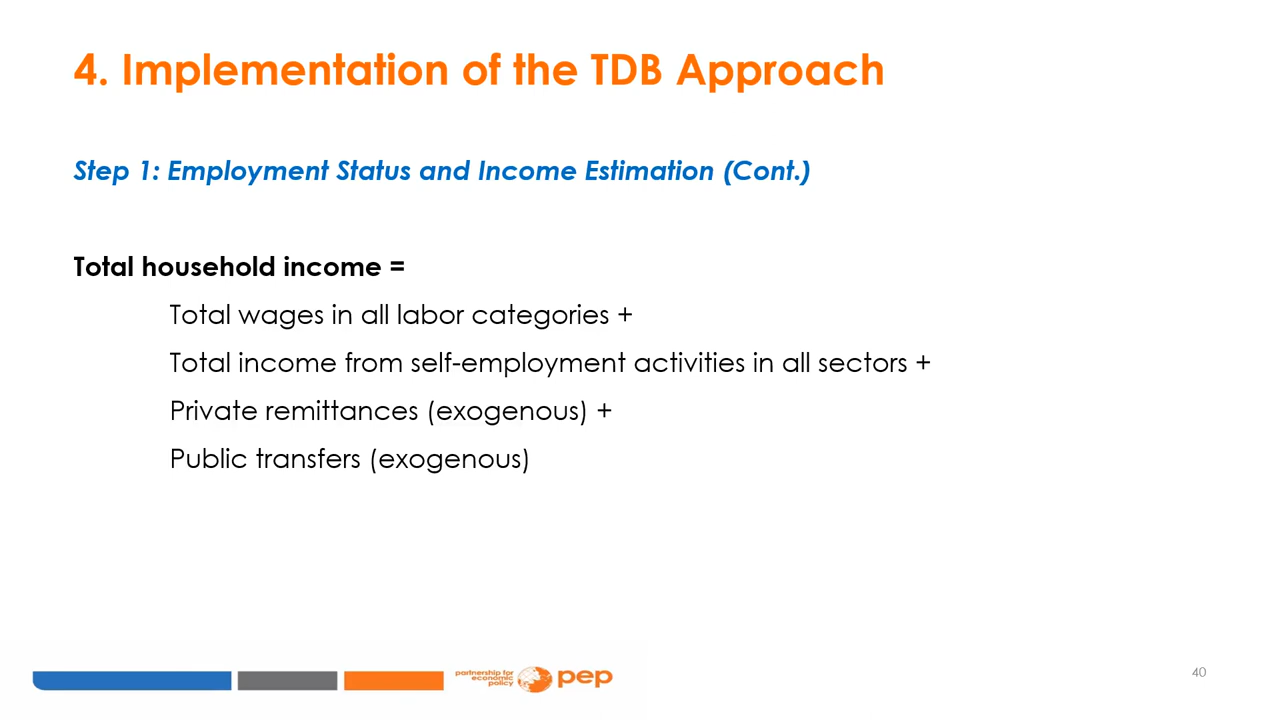 4. Implementation of the TDB Approach
Step 1: Employment Status and Income Estimation (Cont.)
Total household income =
Total wages in all labor categories +
Total income from self-employment activities in all sectors +
Private remittances (exogenous) +
Public transfers (exogenous)
partnership for
economic
policy
pep
40